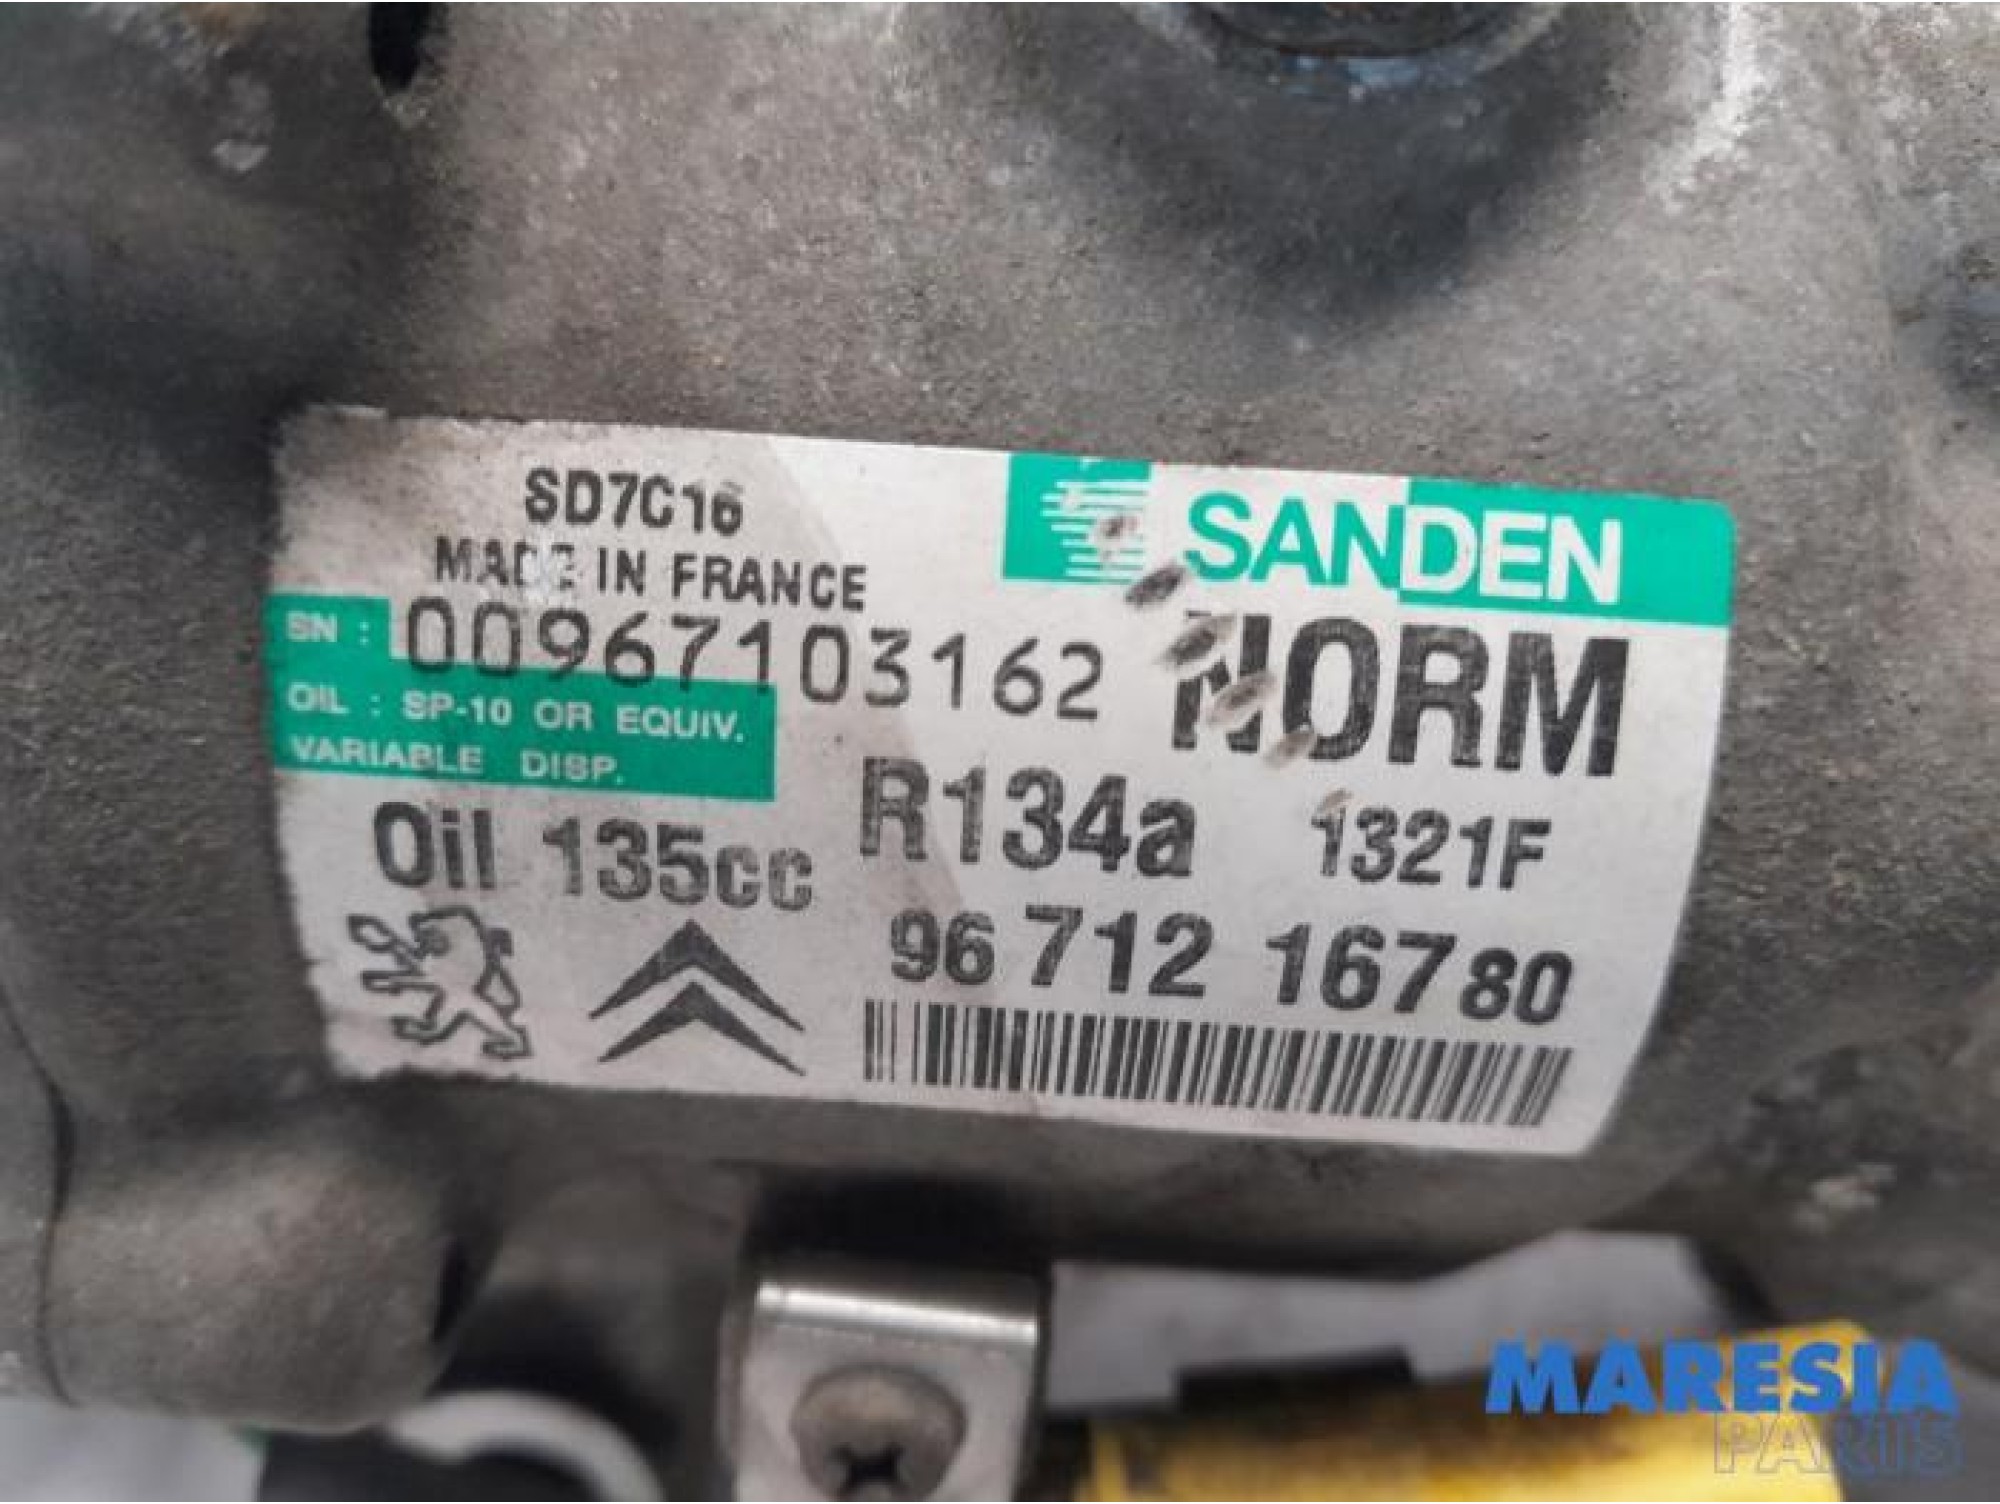 SD7C16
MADE IN FRANCE
SANDEN
SN : 00967103162
NORM
OIL : SP-10 OR EQUIV.
VARIABLE DISP.
Oil 135cc
R134a
1321F
96 712 167 80
MARESIA
PARTS